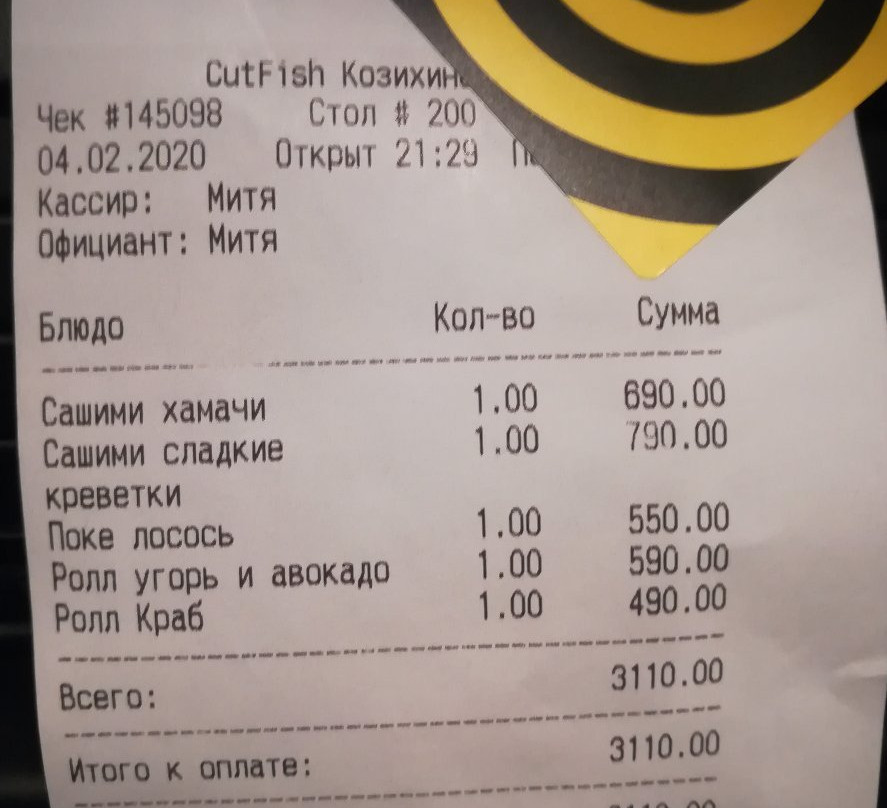 CutFish Козихин
Чек #145098 Стол # 200
04.02.2020 Открыт 21:29
Кассир: Митя
Официант: Митя
Блюдо Кол-во Сумма
Сашими хамачи 1.00 690.00
Сашими сладкие 1.00 790.00
креветки
Поке лосось 1.00 550.00
Ролл угорь и авокадо 1.00 590.00
Ролл Краб 1.00 490.00
Всего: 3110.00
Итого к оплате: 3110.00